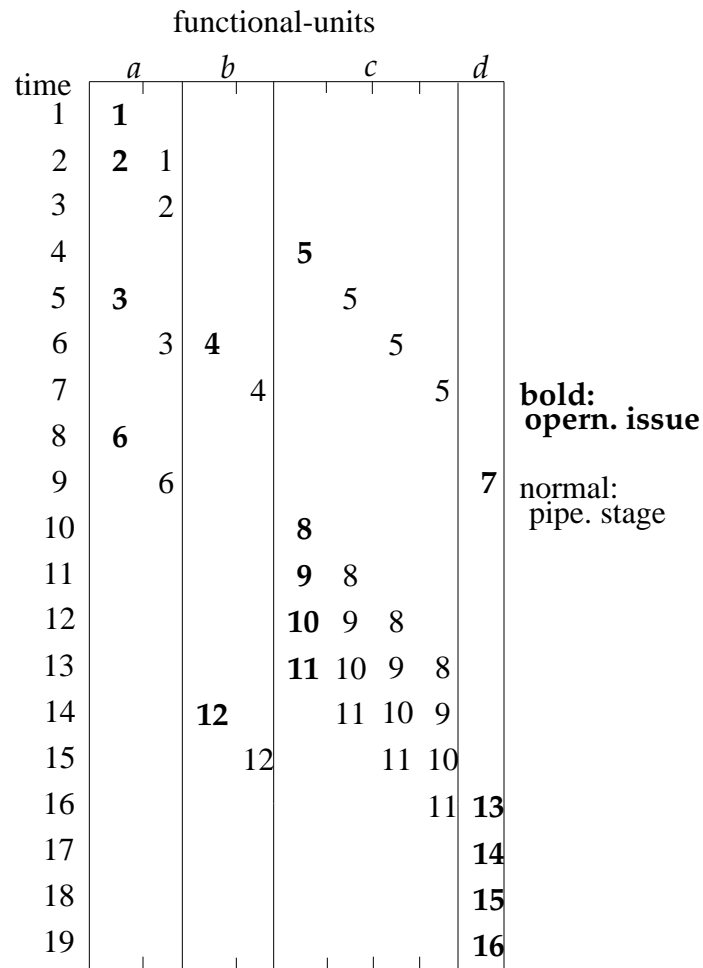 functional-units
a b c d
time
1 1
2 2 1
3 2
4 5
5 3 5
6 3 4 5
7 4 5
bold:
opern. issue
8 6
9 6 7
normal:
pipe. stage
10 8
11 9 8
12 10 9 8
13 11 10 9 8
14 12 11 10 9
15 12 11 10
16 11 13
17 14
18 15
19 16